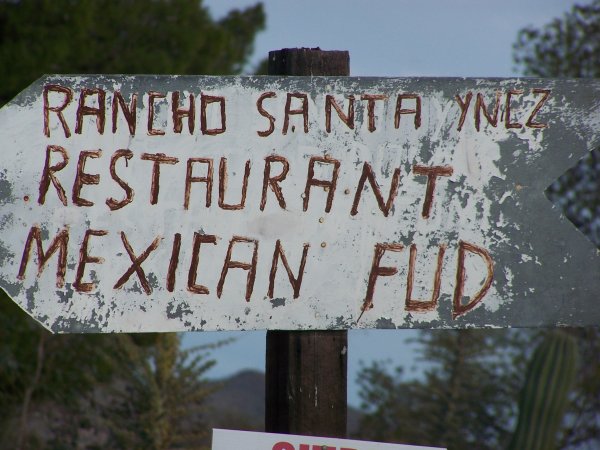 RANCHO SANTA YNEZ
RESTAURANT
MEXICAN FUD